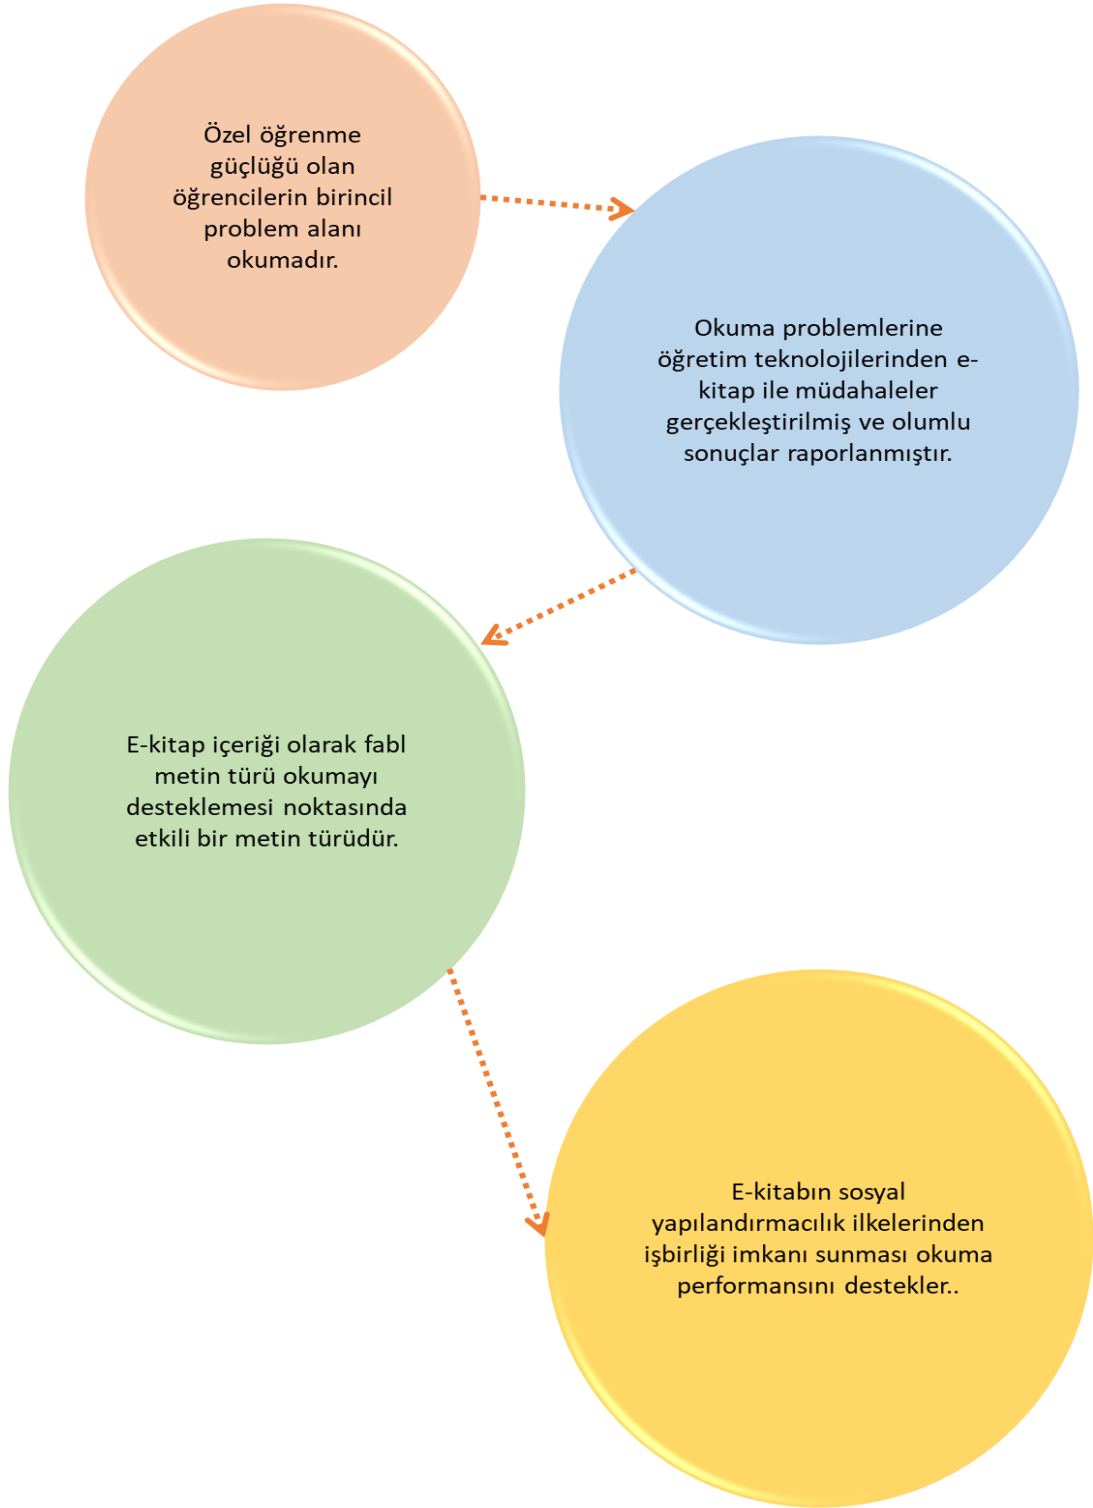 Özel öğrenme
güçlüğü olan
öğrencilerin birincil
problem alanı
okumadır.
Okuma problemlerine
öğretim teknolojilerinden e-
kitap ile müdahaleler
gerçekleştirilmiş ve olumlu
sonuçlar raporlanmıştır.
E-kitap içeriği olarak fabl
metin türü okumayı
desteklemesi noktasında
etkili bir metin türüdür.
E-kitabın sosyal
yapılandırmacılık ilkelerinden
işbirliği imkanı sunması okuma
performansını destekler..